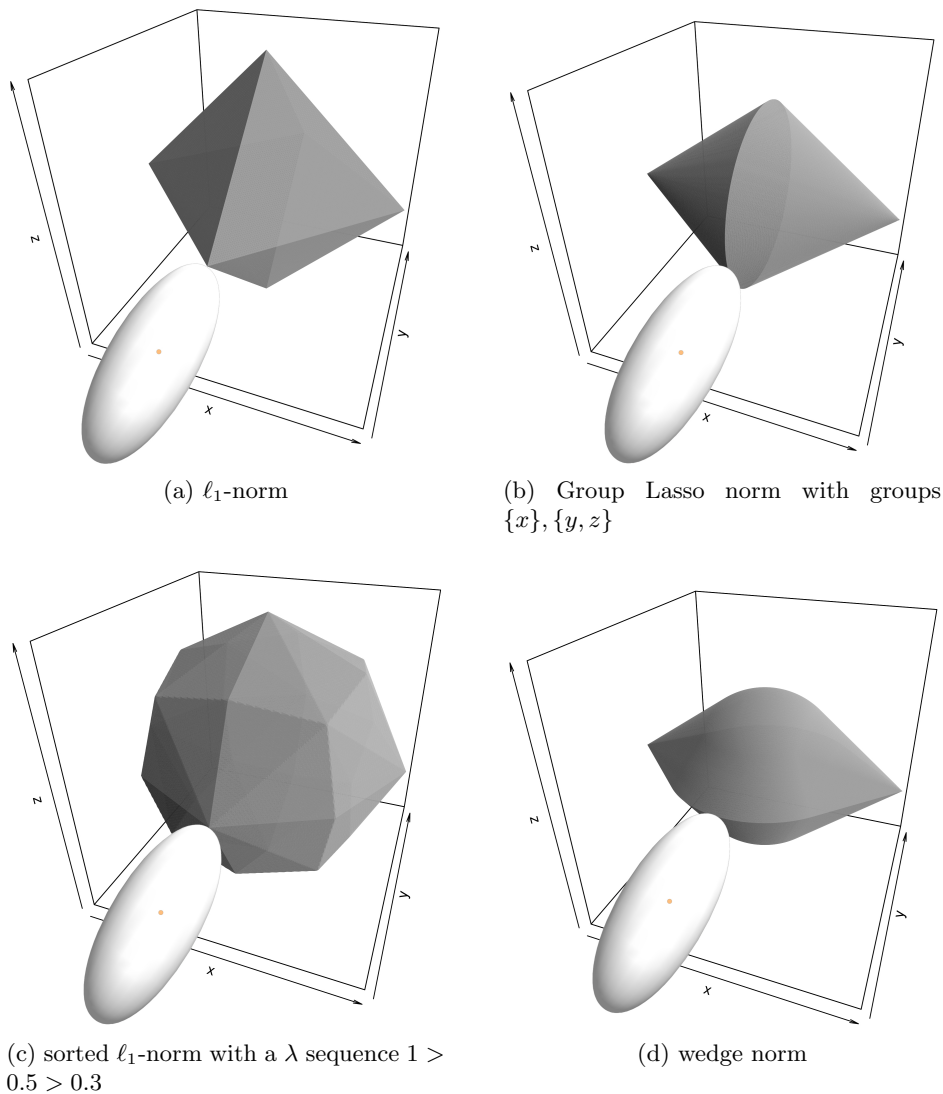 z
x
y
(a) ℓ₁-norm
z
x
y
(b) Group Lasso norm with groups
{x}, {y, z}
z
x
y
(c) sorted ℓ₁-norm with a λ sequence 1 >
0.5 > 0.3
z
x
y
(d) wedge norm